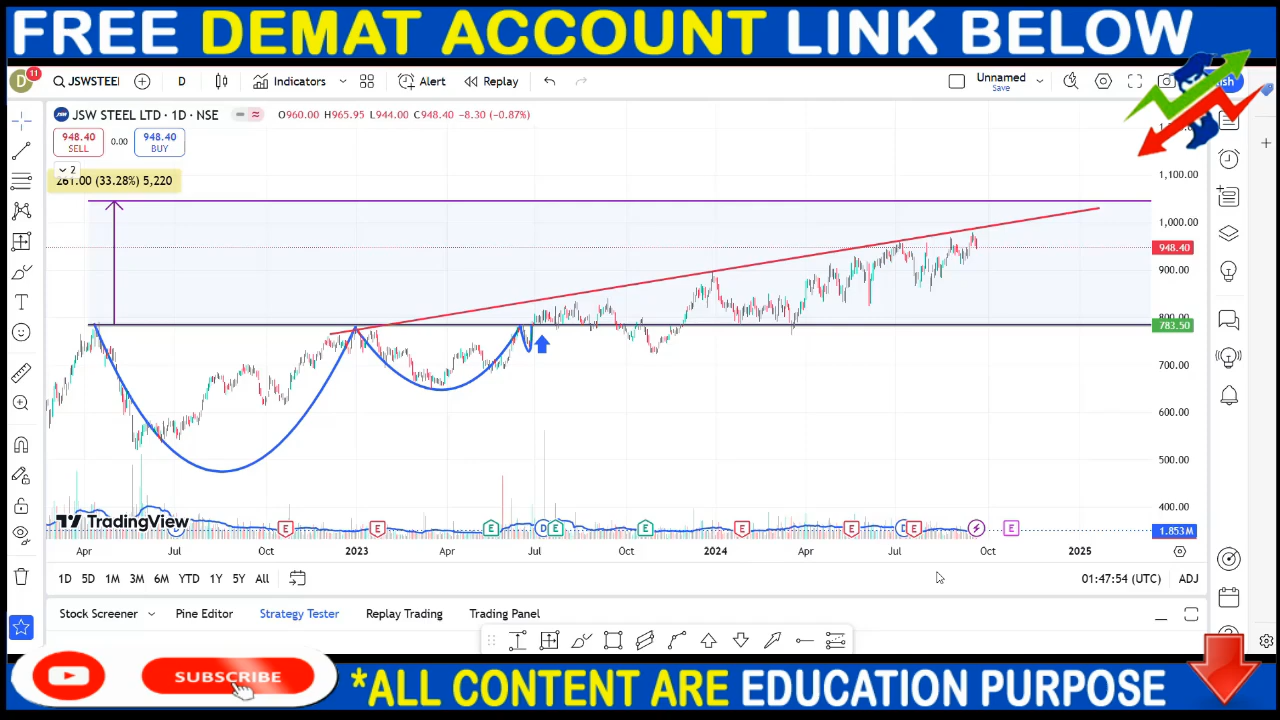 FREE DEMAT ACCOUNT LINK BELOW
D 11 JSWSTEEL D Indicators Alert Replay Unnamed
Save
JSW STEEL LTD · 1D · NSE O960.00 H965.95 L944.00 C948.40 −8.30 (−0.87%)
948.40 0.00 948.40
SELL BUY
2
261.00 (33.28%) 5,220
1,100.00
1,000.00
948.40
900.00
800.00
783.50
700.00
600.00
500.00
400.00
TradingView
E E E D E E E E D E E
1.853M
Apr Jul Oct 2023 Apr Jul Oct 2024 Apr Jul Oct 2025
1D 5D 1M 3M 6M YTD 1Y 5Y All 01:47:54 (UTC) ADJ
Stock Screener Pine Editor Strategy Tester Replay Trading Trading Panel
SUBSCRIBE
*ALL CONTENT ARE EDUCATION PURPOSE